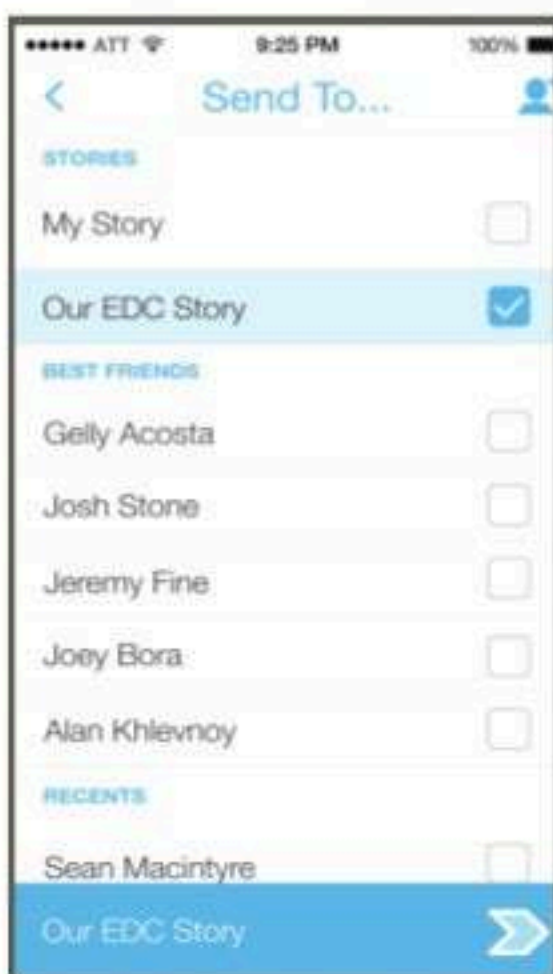 ATT 9:25 PM 100%
Send To...
STORIES
My Story
Our EDC Story
BEST FRIENDS
Gelly Acosta
Josh Stone
Jeremy Fine
Joey Bora
Alan Khlevnoy
RECENTS
Sean Macintyre
Our EDC Story